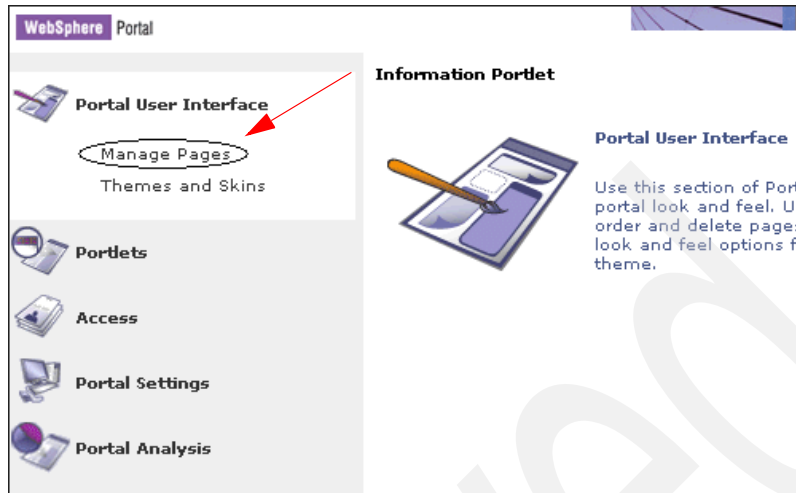 WebSphere Portal
Portal User Interface
Manage Pages
Themes and Skins
Portlets
Access
Portal Settings
Portal Analysis
Information Portlet
Portal User Interface
Use this section of Port
portal look and feel. U
order and delete pages
look and feel options f
theme.